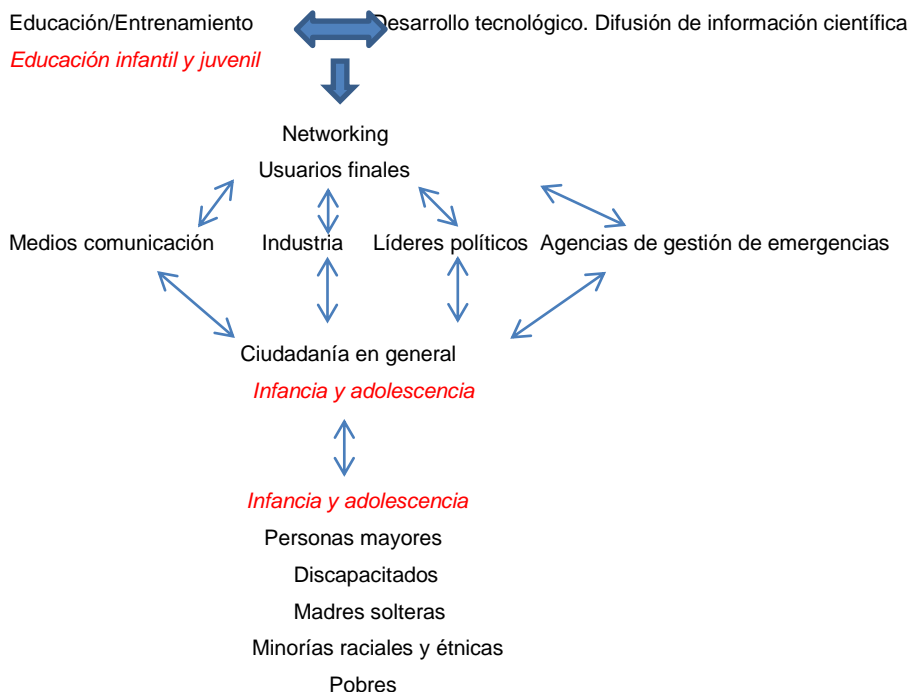 Educación/Entrenamiento
Desarrollo tecnológico. Difusión de información científica
Educación infantil y juvenil
Networking
Usuarios finales
Medios comunicación
Industria
Líderes políticos
Agencias de gestión de emergencias
Ciudadanía en general
Infancia y adolescencia
Infancia y adolescencia
Personas mayores
Discapacitados
Madres solteras
Minorías raciales y étnicas
Pobres